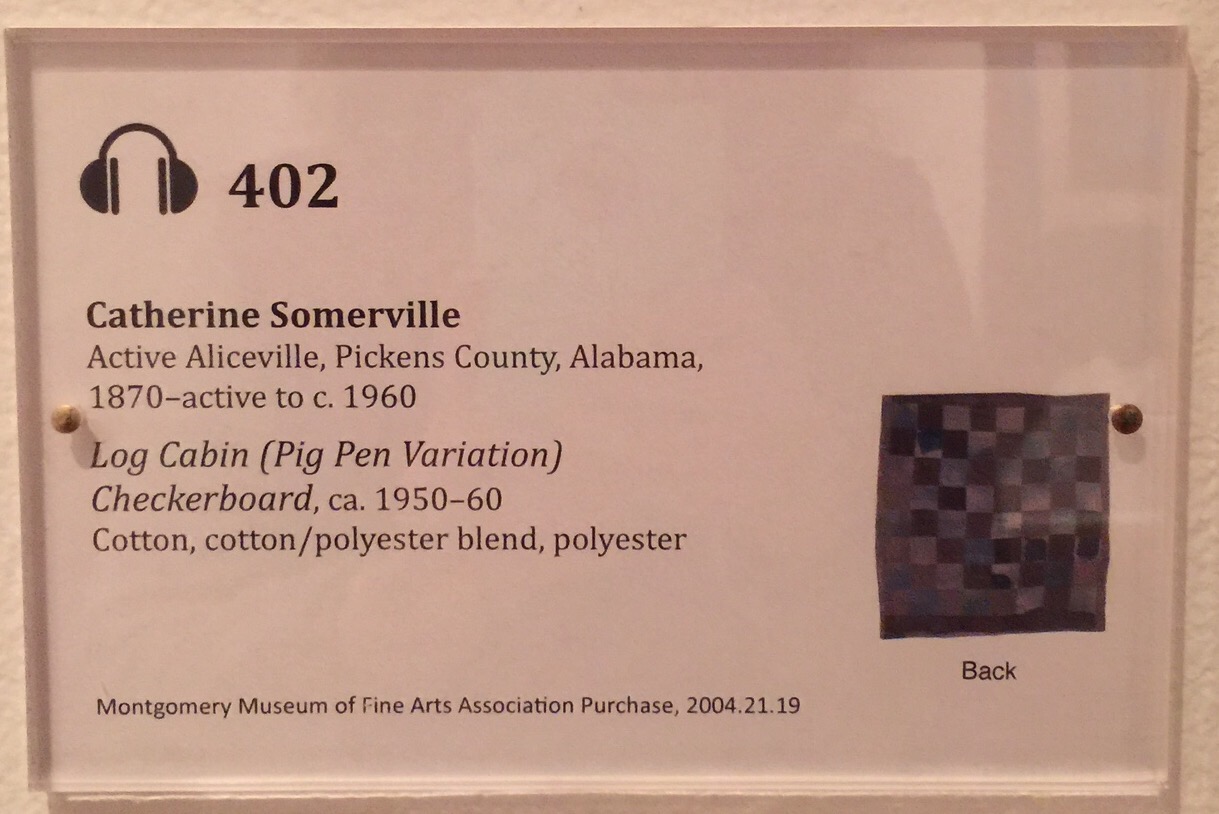 402
Catherine Somerville
Active Aliceville, Pickens County, Alabama,
1870–active to c. 1960
Log Cabin (Pig Pen Variation)
Checkerboard, ca. 1950–60
Cotton, cotton/polyester blend, polyester
Back
Montgomery Museum of Fine Arts Association Purchase, 2004.21.19